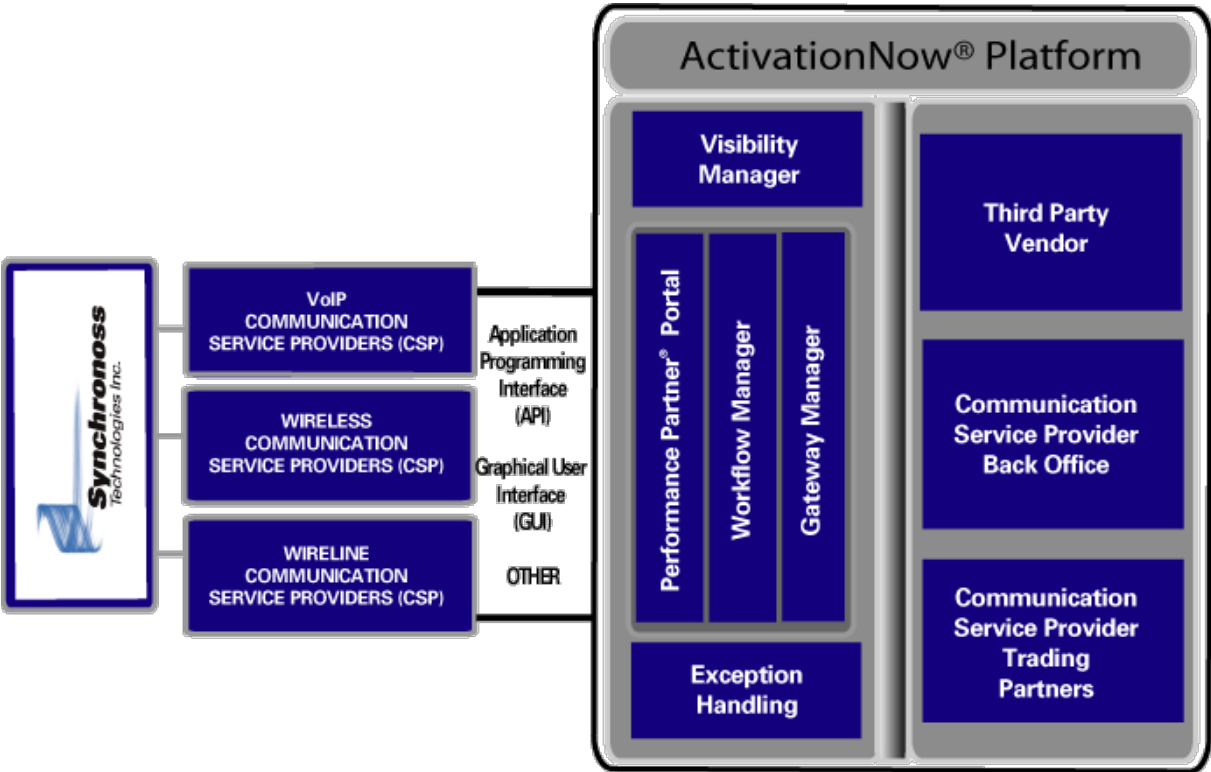 ActivationNow® Platform
Synchronoss
Technologies Inc.
VoIP
COMMUNICATION
SERVICE PROVIDERS (CSP)
WIRELESS
COMMUNICATION
SERVICE PROVIDERS (CSP)
WIRELINE
COMMUNICATION
SERVICE PROVIDERS (CSP)
Application
Programming
Interface
(API)
Graphical User
Interface
(GUI)
OTHER
Visibility
Manager
Performance Partner® Portal
Workflow Manager
Gateway Manager
Exception
Handling
Third Party
Vendor
Communication
Service Provider
Back Office
Communication
Service Provider
Trading
Partners